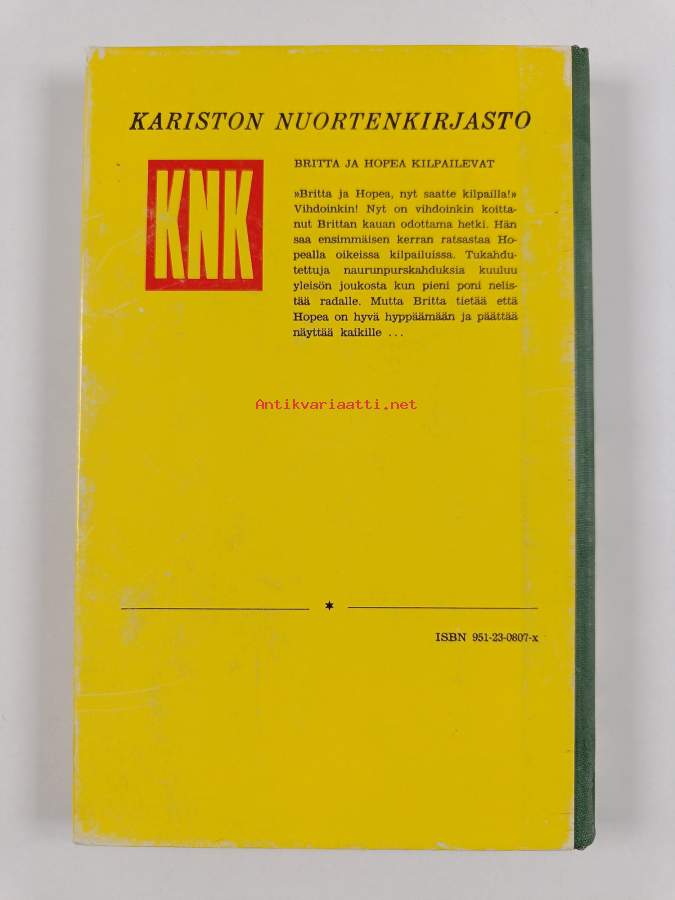 KARISTON NUORTENKIRJASTO
KNK
BRITTA JA HOPEA KILPAILEVAT
»Britta ja Hopea, nyt saatte kilpailla!»
Vihdoinkin! Nyt on vihdoinkin koitta-
nut Brittan kauan odottama hetki. Hän
saa ensimmäisen kerran ratsastaa Ho-
pealla oikeissa kilpailuissa. Tukahdu-
tettuja naurunpurskahduksia kuuluu
yleisön joukosta kun pieni poni nelis-
tää radalle. Mutta Britta tietää että
Hopea on hyvä hyppäämään ja päättää
näyttää kaikille ...
Antikvariaatti.net
ISBN 951-23-0807-x